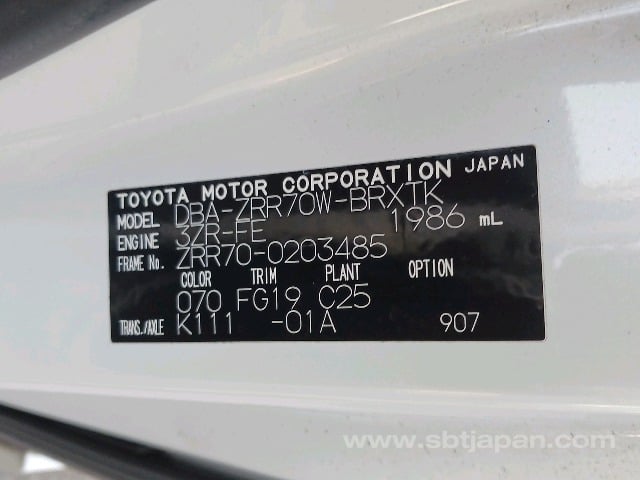 TOYOTA MOTOR CORPORATION JAPAN
MODEL DBA-ZRR70W-BRXTK
ENGINE 3ZR-FE 1986 mL
FRAME No. ZRR70-0203485
COLOR TRIM PLANT OPTION
070 FG19 C25
TRANS./AXLE K111 -01A 907
www.sbtjapan.com